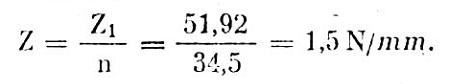 Z = Z₁/n = 51,92/34,5 = 1,5 N/mm.